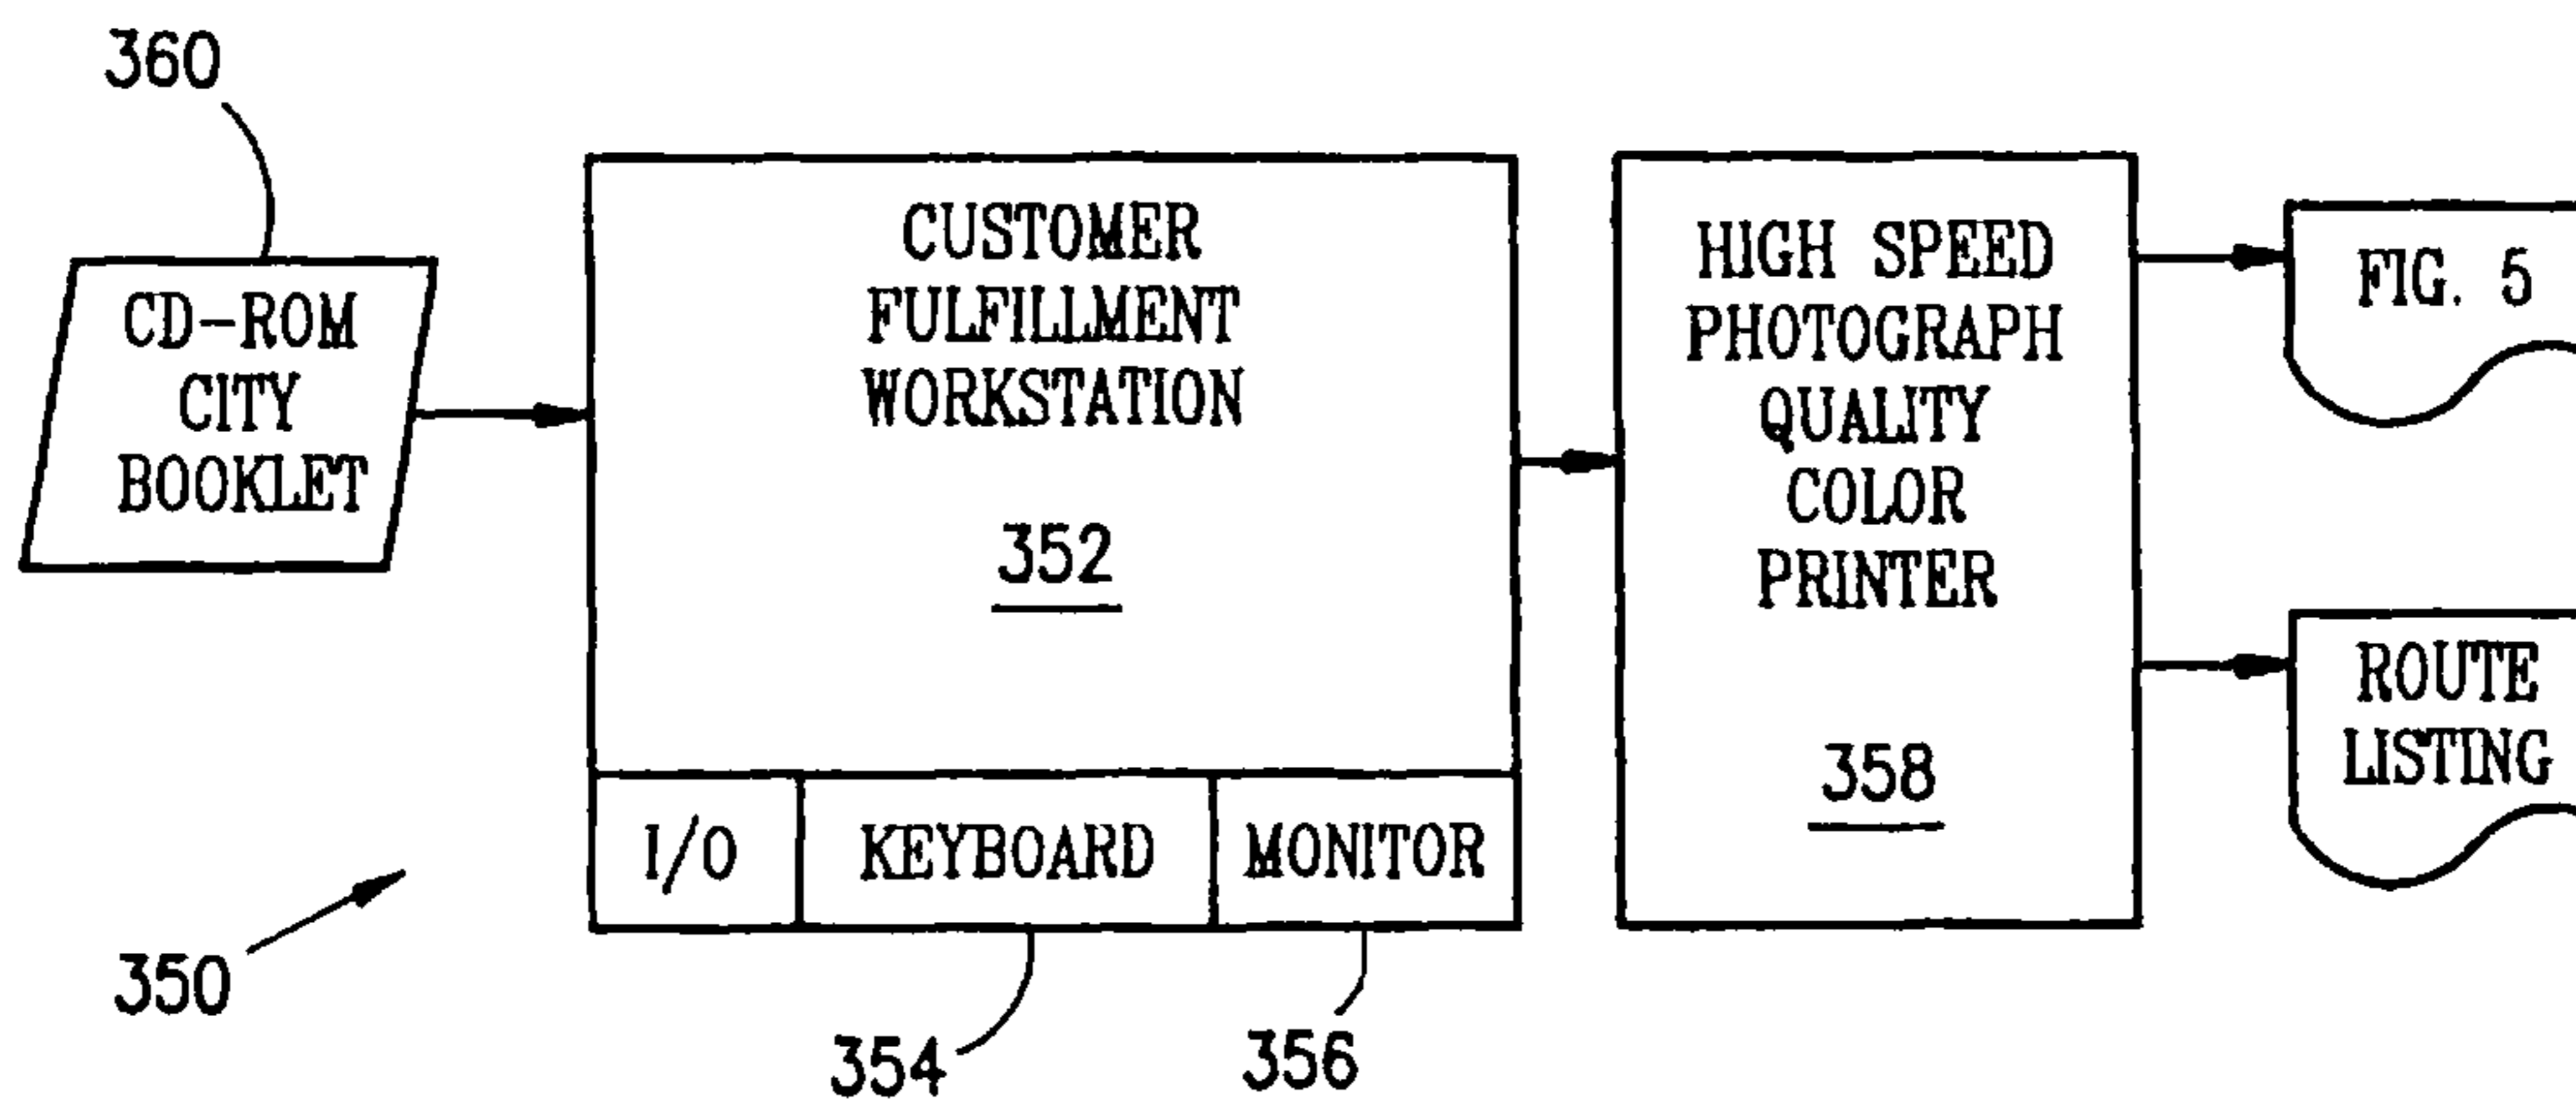 360
CD-ROM
CITY
BOOKLET
CUSTOMER
FULFILLMENT
WORKSTATION
352
I/O
KEYBOARD
MONITOR
354
356
350
HIGH SPEED
PHOTOGRAPH
QUALITY
COLOR
PRINTER
358
FIG. 5
ROUTE
LISTING